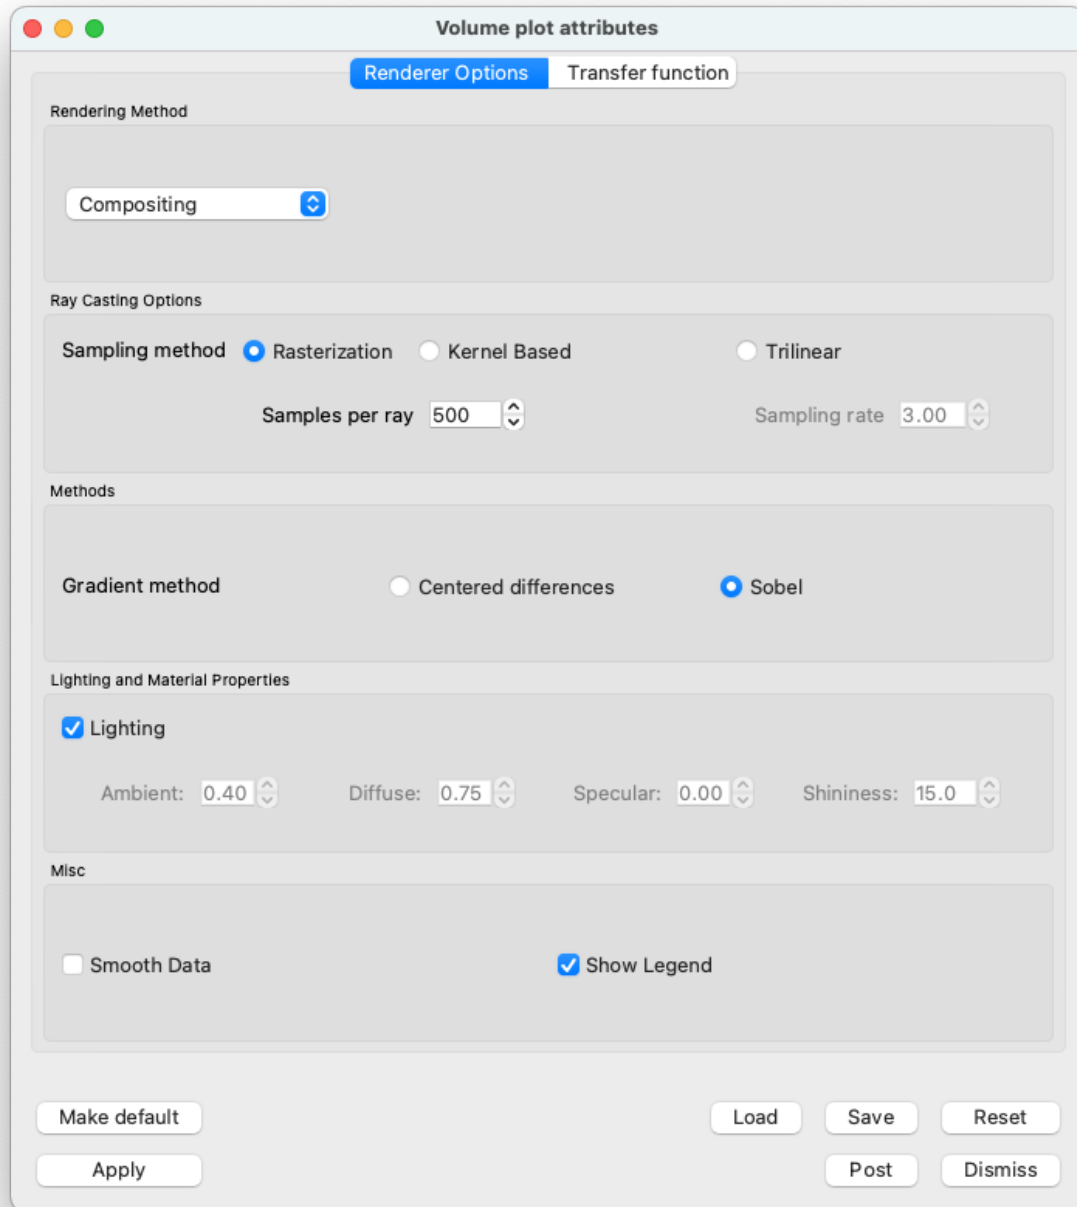 Volume plot attributes
Renderer Options Transfer function
Rendering Method
Compositing
Ray Casting Options
Sampling method Rasterization Kernel Based Trilinear
Samples per ray 500 Sampling rate 3.00
Methods
Gradient method Centered differences Sobel
Lighting and Material Properties
Lighting
Ambient: 0.40 Diffuse: 0.75 Specular: 0.00 Shininess: 15.0
Misc
Smooth Data Show Legend
Make default Load Save Reset
Apply Post Dismiss